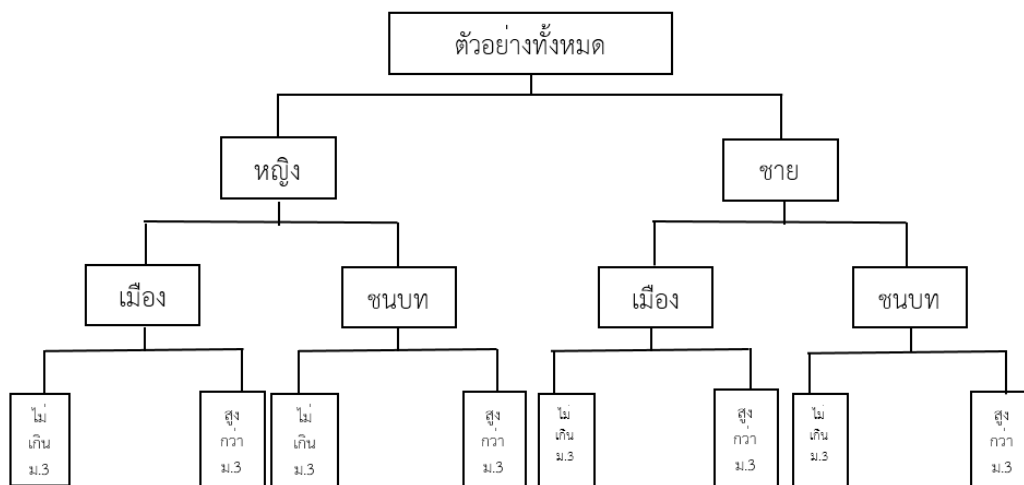 ตัวอย่างทั้งหมด
หญิง
ชาย
เมือง
ชนบท
เมือง
ชนบท
ไม่
เกิน
ม.3
สูง
กว่า
ม.3
ไม่
เกิน
ม.3
สูง
กว่า
ม.3
ไม่
เกิน
ม.3
สูง
กว่า
ม.3
ไม่
เกิน
ม.3
สูง
กว่า
ม.3